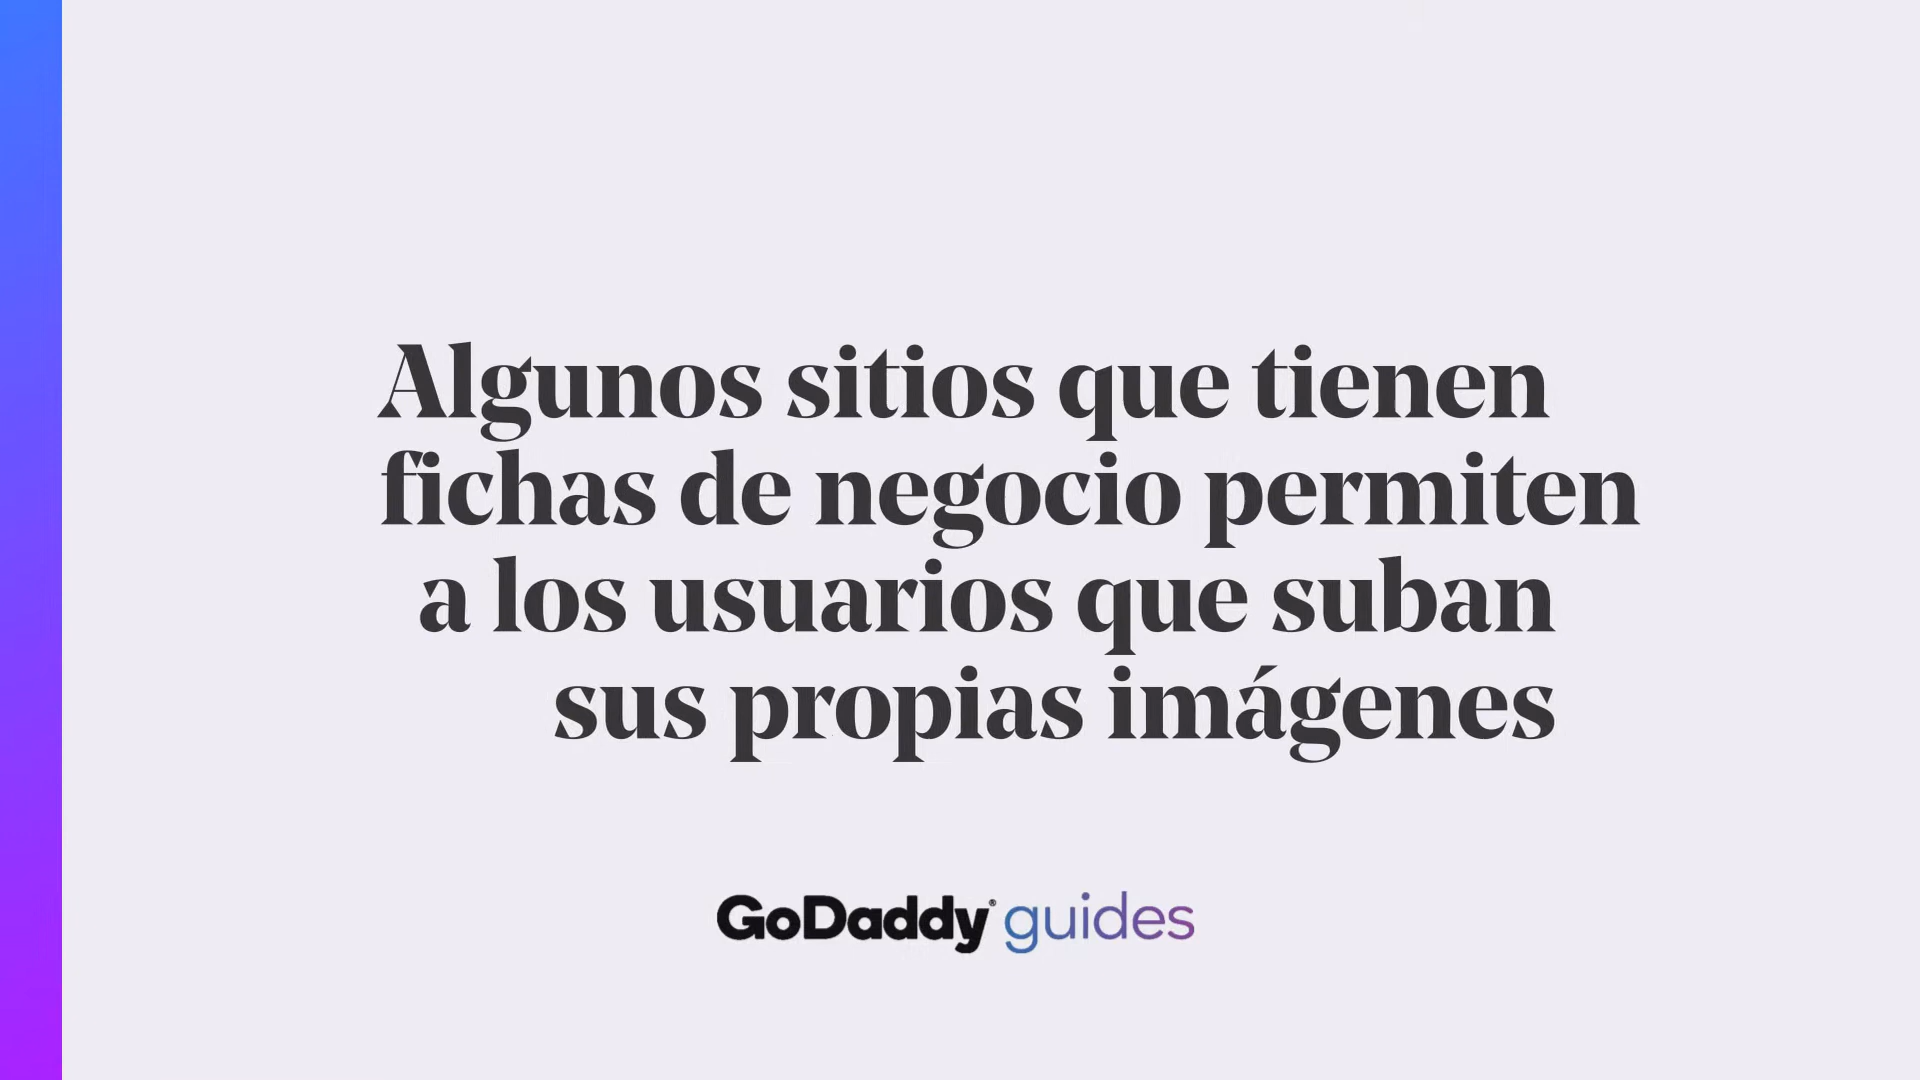 Algunos sitios que tienen
fichas de negocio permiten
a los usuarios que suban
sus propias imágenes
GoDaddy® guides